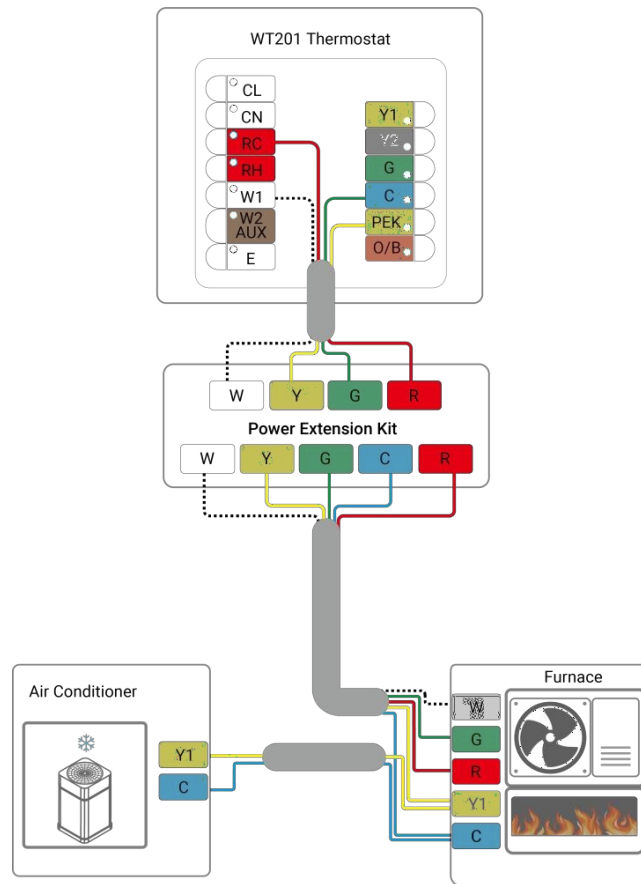 WT201 Thermostat
CL
CN
RC
RH
W1
W2
AUX
E
Y1
Y2
G
C
PEK
O/B
W
Y
G
R
Power Extension Kit
W
Y
G
C
R
Air Conditioner
Y1
C
Furnace
W
G
R
Y1
C